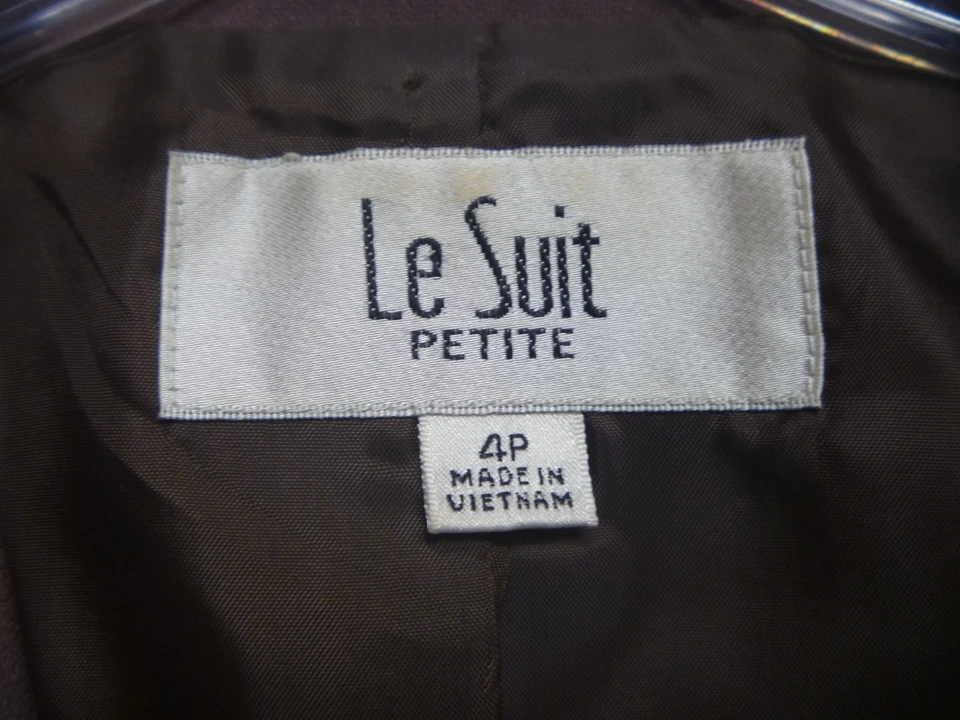 Le Suit
PETITE
4P
MADE IN
VIETNAM